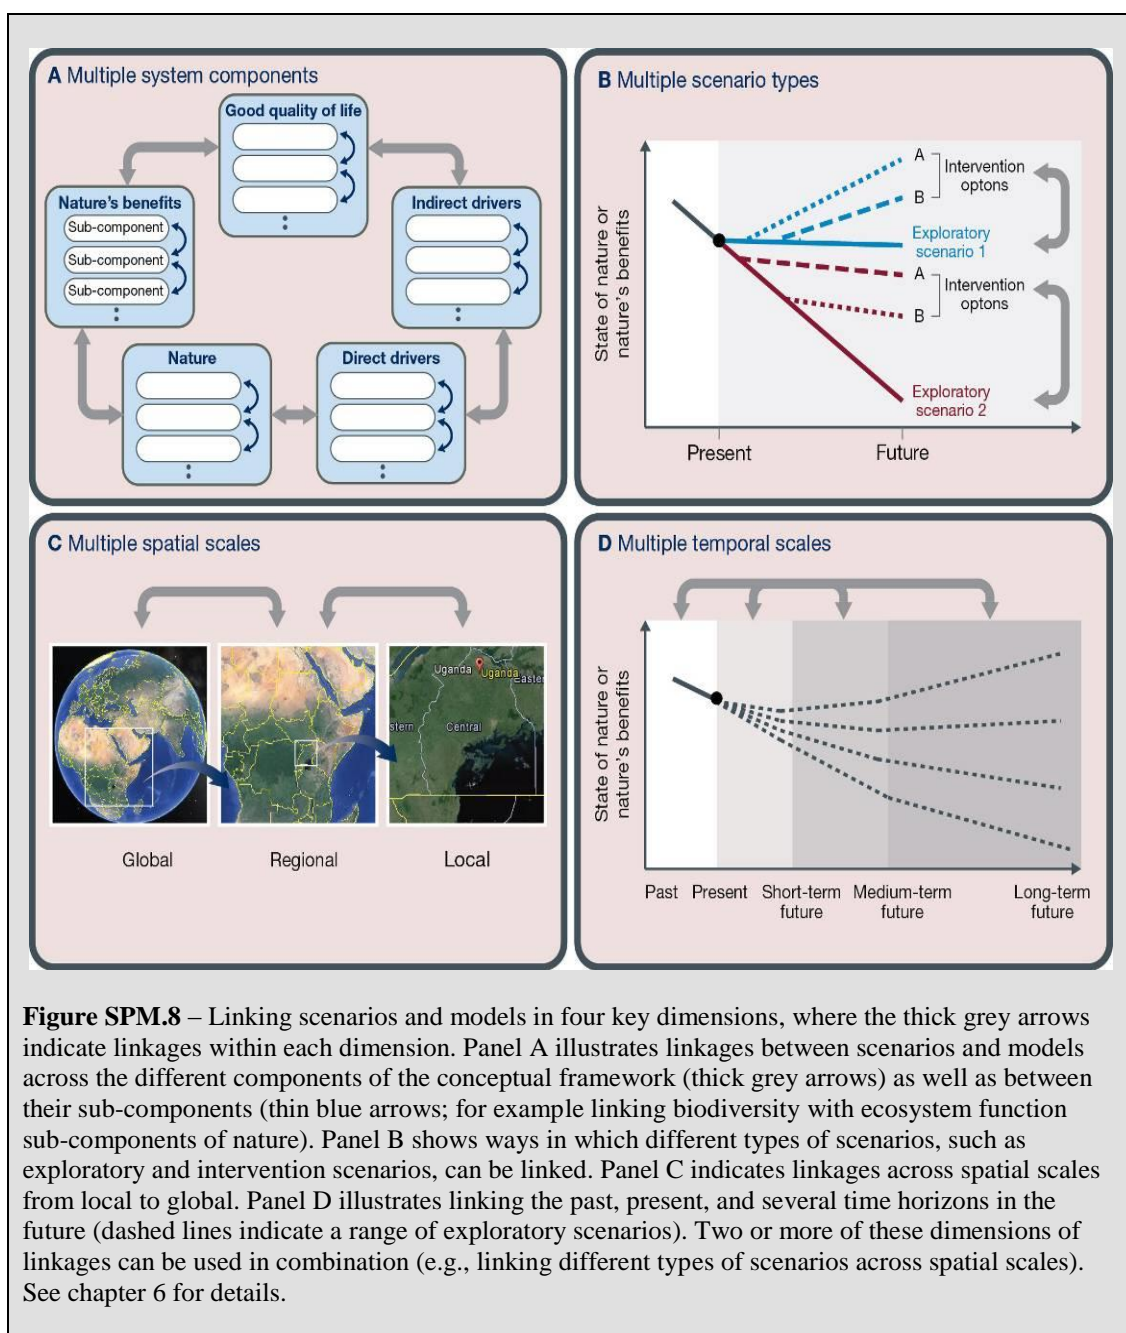 A Multiple system components
Good quality of life
Nature's benefits
Sub-component
Sub-component
Sub-component
Indirect drivers
Nature
Direct drivers
B Multiple scenario types
State of nature or
nature's benefits
A
B
Intervention
optons
Exploratory
scenario 1
A
B
Intervention
optons
Exploratory
scenario 2
Present
Future
C Multiple spatial scales
Uganda
Uganda
Easter
stern
Central
Global
Regional
Local
D Multiple temporal scales
State of nature or
nature's benefits
Past
Present
Short-term
future
Medium-term
future
Long-term
future
Figure SPM.8 – Linking scenarios and models in four key dimensions, where the thick grey arrows
indicate linkages within each dimension. Panel A illustrates linkages between scenarios and models
across the different components of the conceptual framework (thick grey arrows) as well as between
their sub-components (thin blue arrows; for example linking biodiversity with ecosystem function
sub-components of nature). Panel B shows ways in which different types of scenarios, such as
exploratory and intervention scenarios, can be linked. Panel C indicates linkages across spatial scales
from local to global. Panel D illustrates linking the past, present, and several time horizons in the
future (dashed lines indicate a range of exploratory scenarios). Two or more of these dimensions of
linkages can be used in combination (e.g., linking different types of scenarios across spatial scales).
See chapter 6 for details.